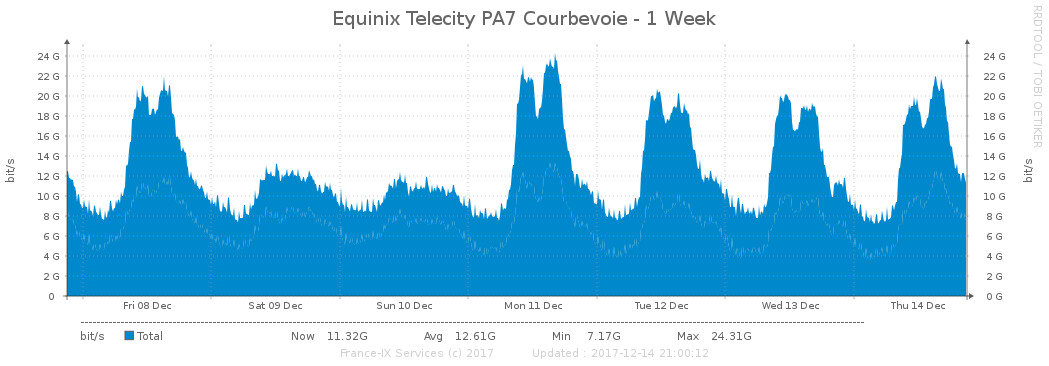 Equinix Telecity PA7 Courbevoie - 1 Week
RRDTOOL / TOBI OETIKER
bit/s
24 G 24 G
22 G 22 G
20 G 20 G
18 G 18 G
16 G 16 G
14 G 14 G
12 G 12 G
10 G 10 G
8 G 8 G
6 G 6 G
4 G 4 G
2 G 2 G
0 0 G
bit/s
Fri 08 Dec Sat 09 Dec Sun 10 Dec Mon 11 Dec Tue 12 Dec Wed 13 Dec Thu 14 Dec
bit/s Total Now 11.32G Avg 12.61G Min 7.17G Max 24.31G
France-IX Services (c) 2017 Updated : 2017-12-14 21:00:12